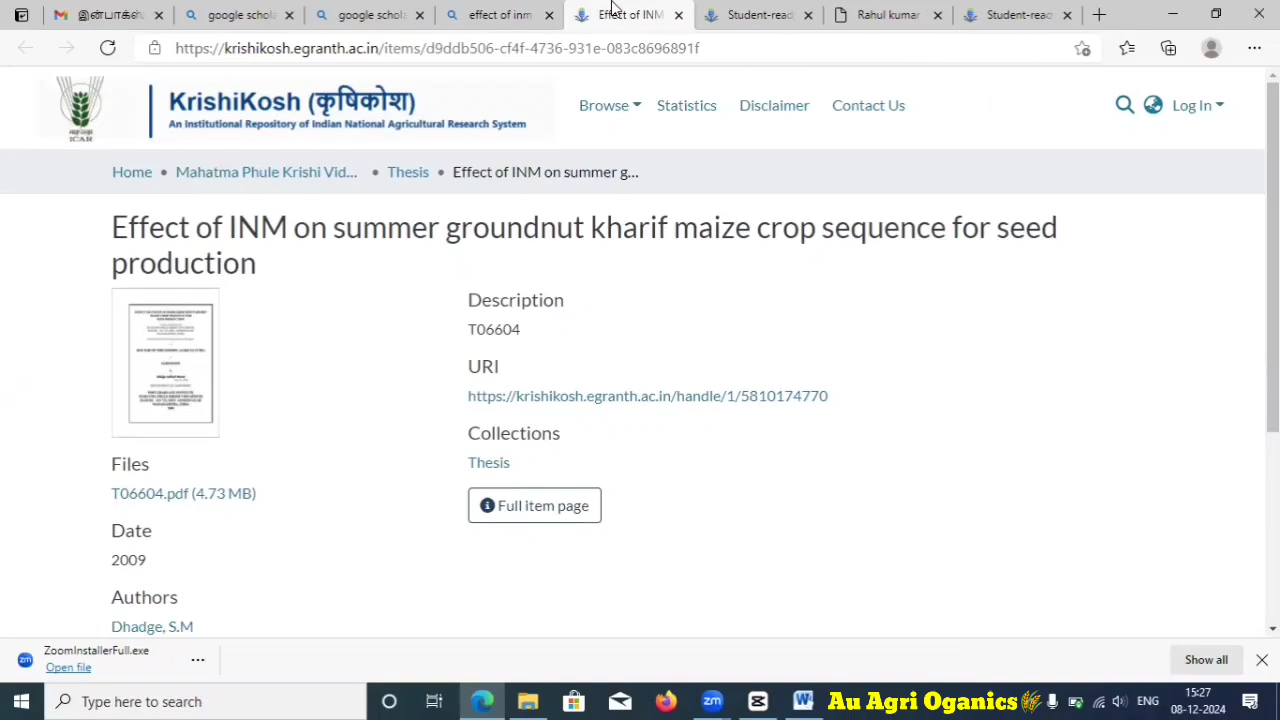 google schol
google schol
effect of inm
Effect of INM
Student-read
Rahul kumar
Student-read
https://krishikosh.egranth.ac.in/items/d9ddb506-cf4f-4736-931e-083c8696891f
KrishiKosh (कृषिकोश)
An Institutional Repository of Indian National Agricultural Research System
ICAR
Browse
Statistics
Disclaimer
Contact Us
Log In
Home • Mahatma Phule Krishi Vid... • Thesis • Effect of INM on summer g...
Effect of INM on summer groundnut kharif maize crop sequence for seed
production
Description
T06604
URI
https://krishikosh.egranth.ac.in/handle/1/5810174770
Collections
Thesis
Full item page
Files
T06604.pdf (4.73 MB)
Date
2009
Authors
Dhadge, S.M
ZoomInstallerFull.exe
Open file
Show all
Type here to search
Au Agri Oganics
ENG
15:27
08-12-2024